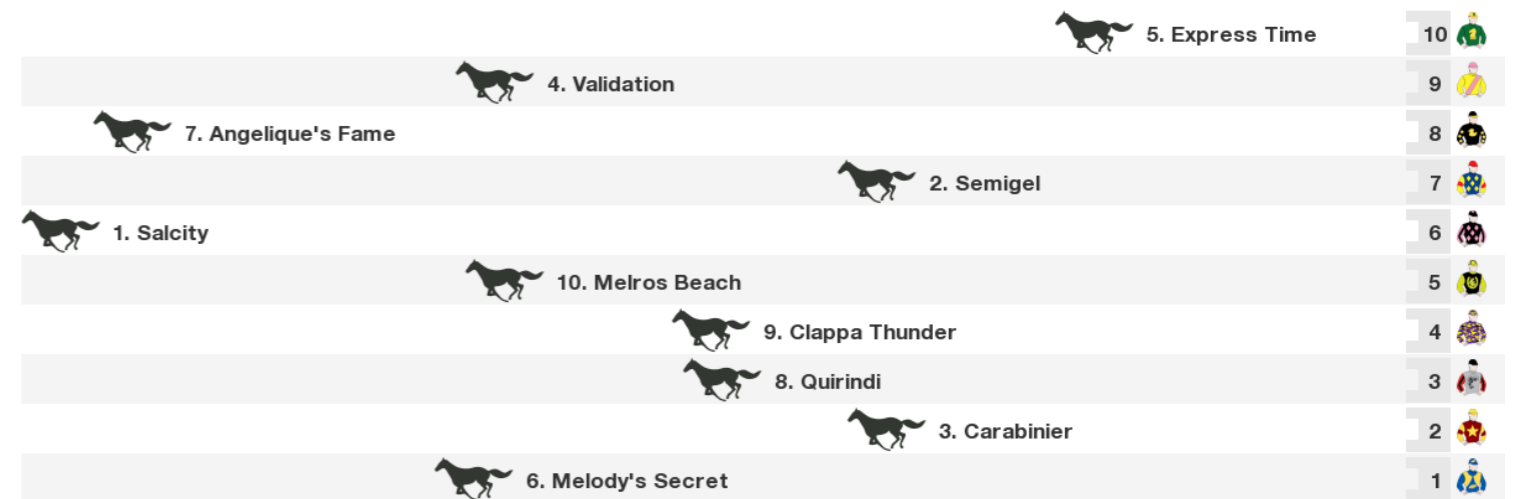 5. Express Time 10
4. Validation 9
7. Angelique's Fame 8
2. Semigel 7
1. Salcity 6
10. Melros Beach 5
9. Clappa Thunder 4
8. Quirindi 3
3. Carabinier 2
6. Melody's Secret 1